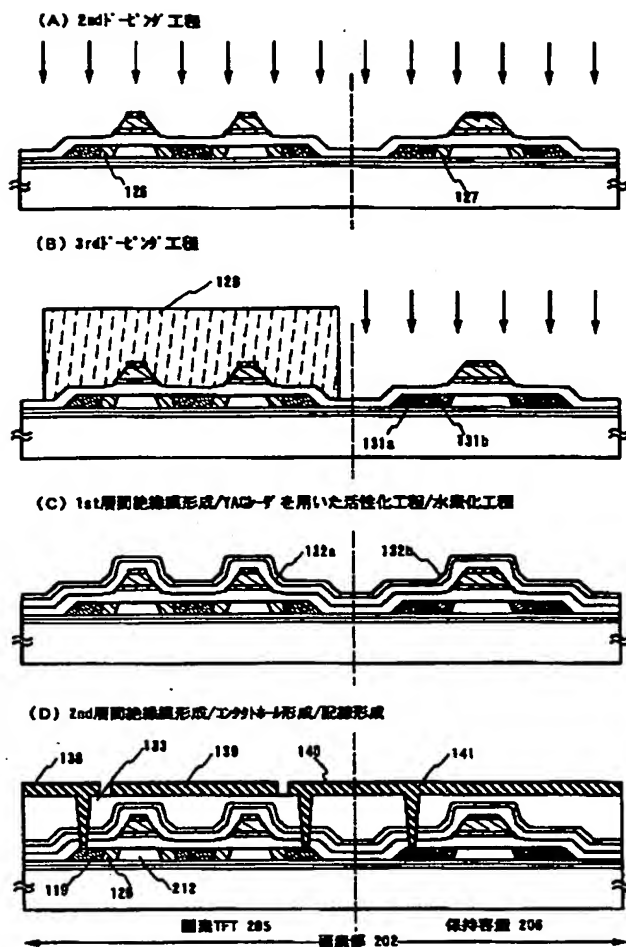 (A) 2ndﾄﾞｰﾋﾟﾝｸﾞ工程
126
127
(B) 3rdﾄﾞｰﾋﾟﾝｸﾞ工程
129
131a
131b
(C) 1st層間絶縁膜形成/YAGﾚｰｻﾞを用いた活性化工程/水素化工程
132a
132b
(D) 2nd層間絶縁膜形成/ｺﾝﾀｸﾄﾎｰﾙ形成/配線形成
138
133
139
140
141
119
126
212
画素TFT 205
保持容量 206
画素部 202